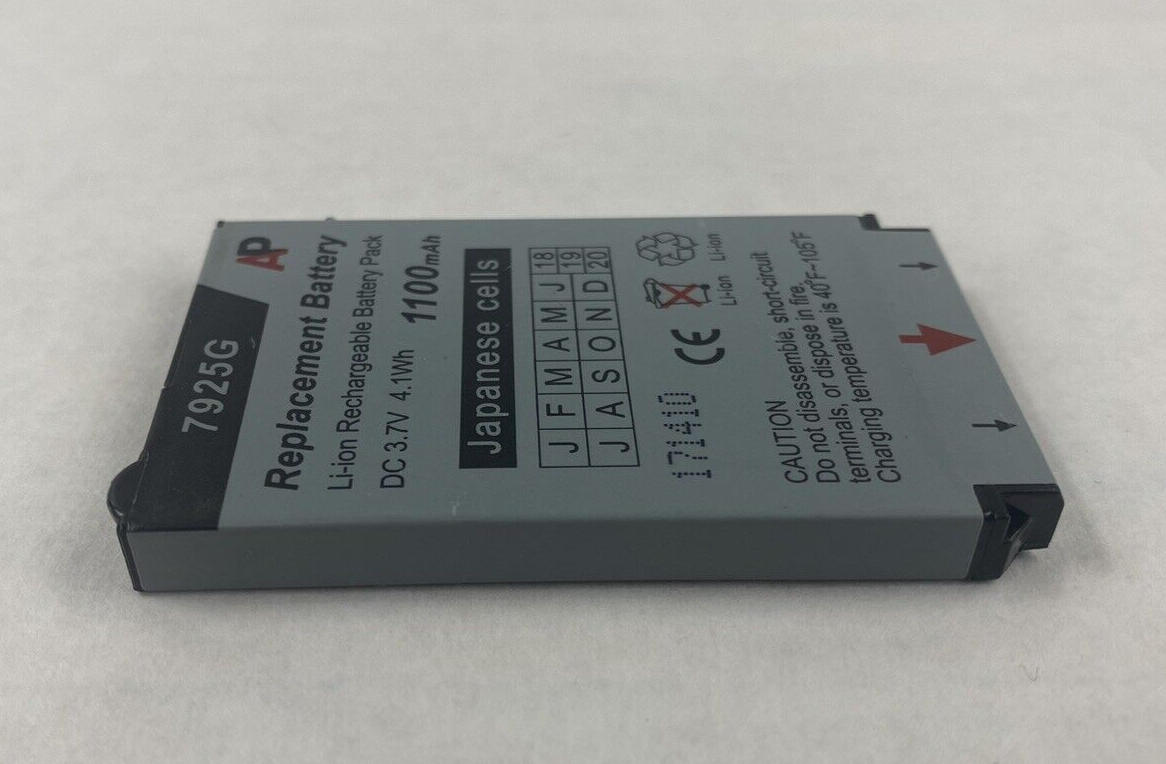 AP
7925G
Replacement Battery
Li-ion Rechargeable Battery Pack
DC 3.7V 4.1Wh 1100mAh
Japanese cells
J F M A M J 18
19
J A S O N D 20
171410
CE
Li-ion Li-ion
CAUTION
Do not disassemble, short-circuit
terminals, or dispose in fire.
Charging temperature is 40°F~105°F